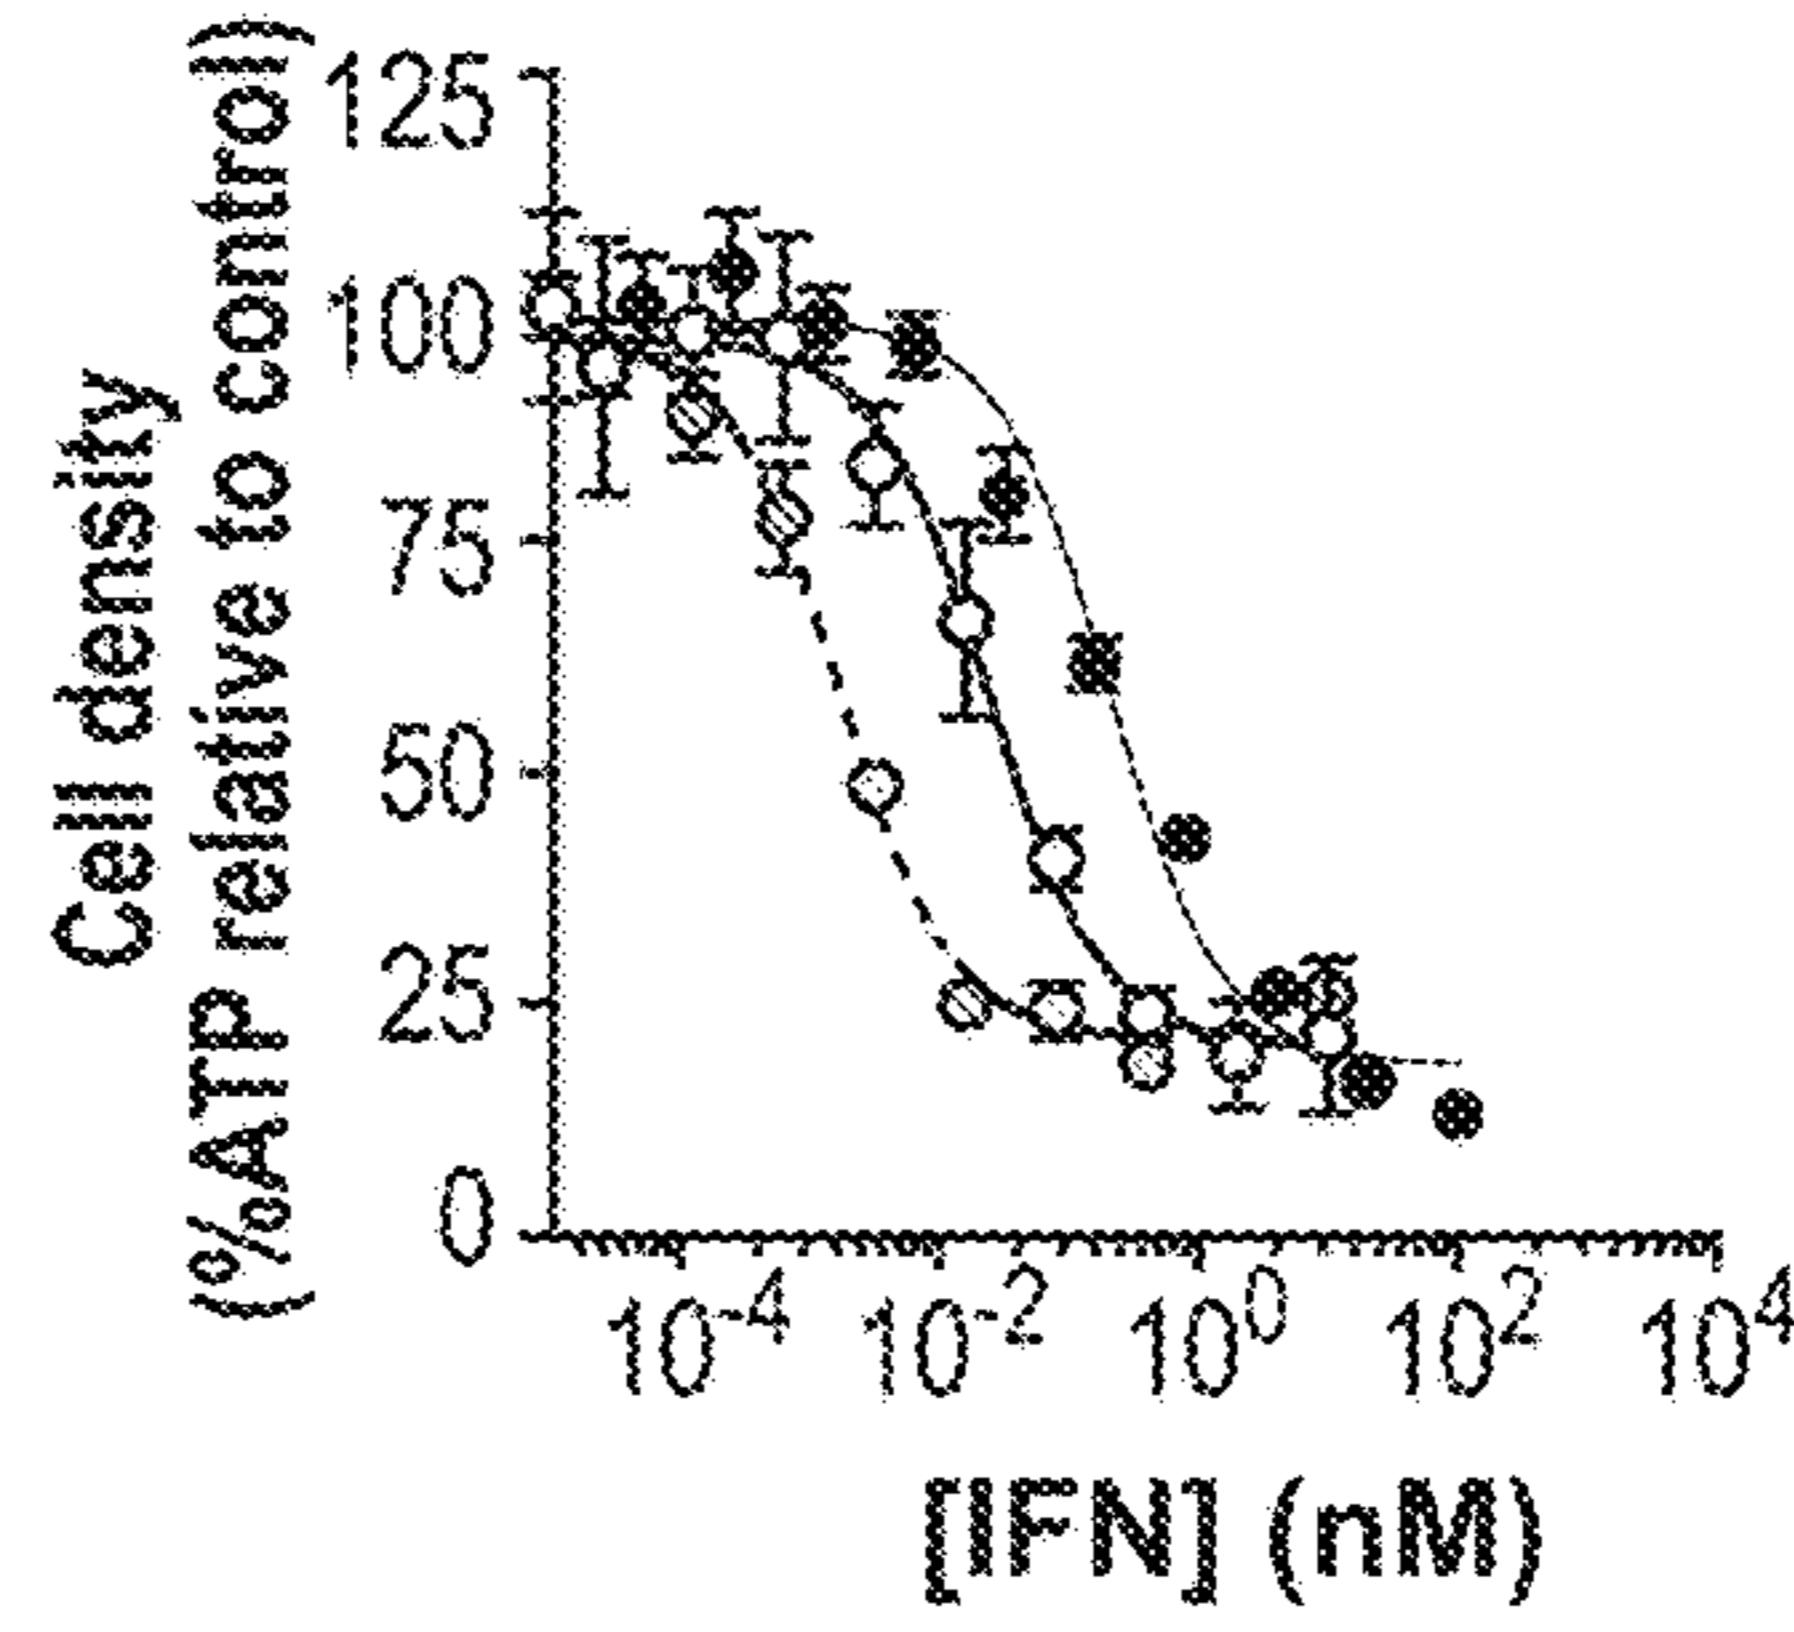 Cell density
(%ATP relative to control)
125
100
75
50
25
0
10⁻⁴ 10⁻² 10⁰ 10² 10⁴
[IFN] (nM)